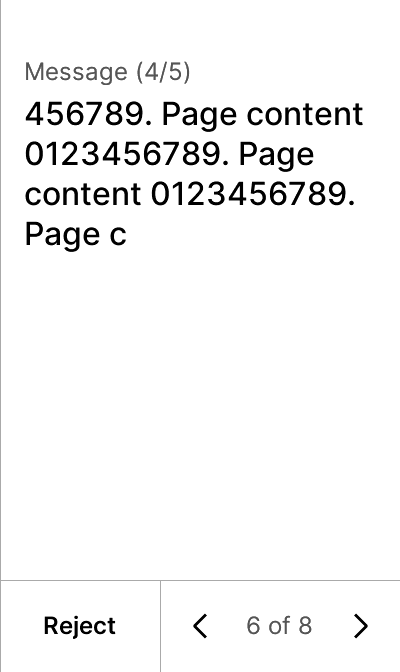 Message (4/5)
456789. Page content
0123456789. Page
content 0123456789.
Page c
Reject
6 of 8